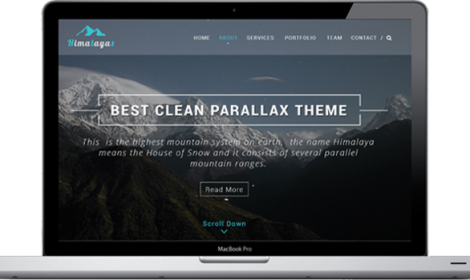 Himalayas
HOME ABOUT SERVICES PORTFOLIO TEAM CONTACT /
BEST CLEAN PARALLAX THEME
This is the highest mountain system on earth, the name Himalaya
means the House of Snow and it consists of several parallel
mountain ranges.
Read More
Scroll Down
MacBook Pro